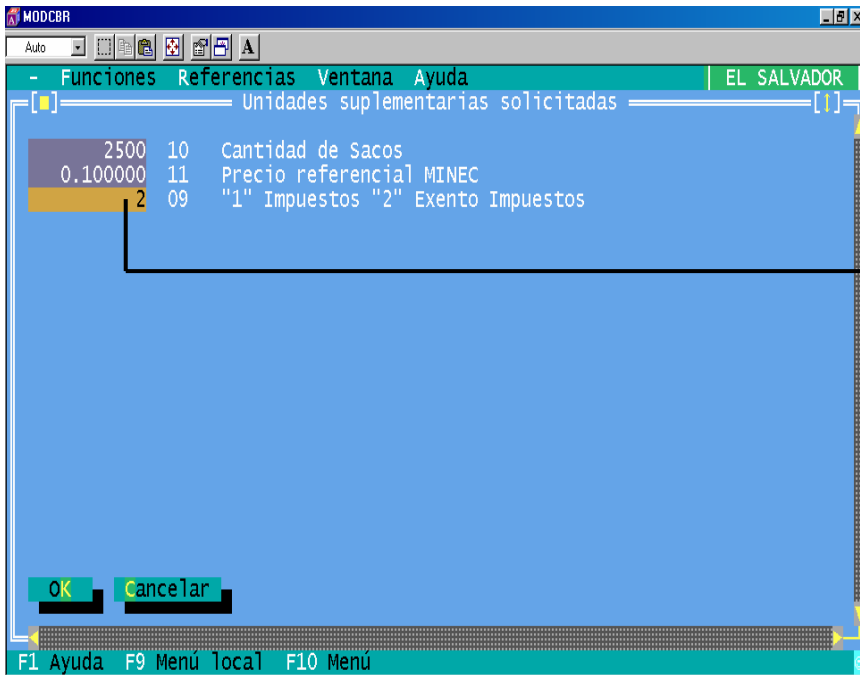 MODCBR
Auto
A
- Funciones Referencias Ventana Ayuda EL SALVADOR
Unidades suplementarias solicitadas
2500 10 Cantidad de Sacos
0.100000 11 Precio referencial MINEC
2 09 "1" Impuestos "2" Exento Impuestos
OK Cancelar
F1 Ayuda F9 Menú local F10 Menú